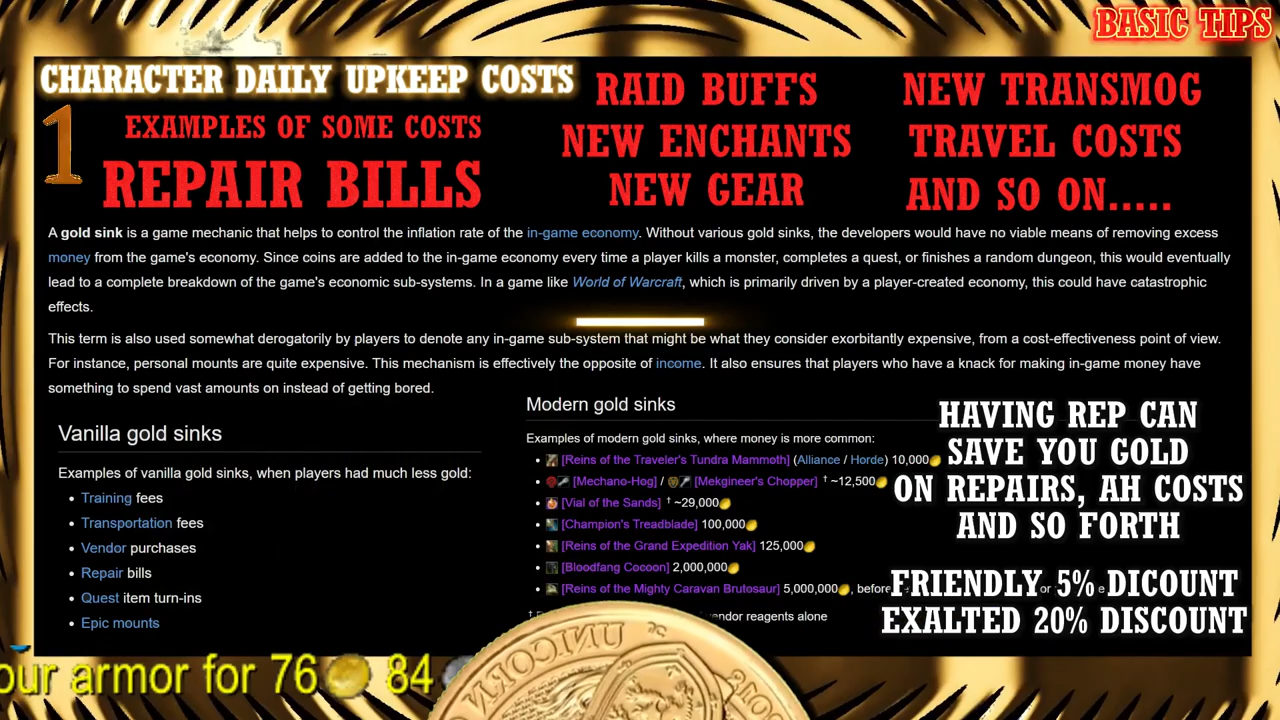 BASIC TIPS
CHARACTER DAILY UPKEEP COSTS
1
EXAMPLES OF SOME COSTS
REPAIR BILLS
RAID BUFFS
NEW ENCHANTS
NEW GEAR
NEW TRANSMOG
TRAVEL COSTS
AND SO ON.....
A gold sink is a game mechanic that helps to control the inflation rate of the in-game economy. Without various gold sinks, the developers would have no viable means of removing excess
money from the game's economy. Since coins are added to the in-game economy every time a player kills a monster, completes a quest, or finishes a random dungeon, this would eventually
lead to a complete breakdown of the game's economic sub-systems. In a game like World of Warcraft, which is primarily driven by a player-created economy, this could have catastrophic
effects.
This term is also used somewhat derogatorily by players to denote any in-game sub-system that might be what they consider exorbitantly expensive, from a cost-effectiveness point of view.
For instance, personal mounts are quite expensive. This mechanism is effectively the opposite of income. It also ensures that players who have a knack for making in-game money have
something to spend vast amounts on instead of getting bored.
Vanilla gold sinks
Examples of vanilla gold sinks, when players had much less gold:
• Training fees
• Transportation fees
• Vendor purchases
• Repair bills
• Quest item turn-ins
• Epic mounts
Modern gold sinks
Examples of modern gold sinks, where money is more common:
• [Reins of the Traveler's Tundra Mammoth] (Alliance / Horde) 10,000
• [Mechano-Hog] / [Mekgineer's Chopper] † ~12,500
• [Vial of the Sands] † ~29,000
• [Champion's Treadblade] 100,000
• [Reins of the Grand Expedition Yak] 125,000
• [Bloodfang Cocoon] 2,000,000
• [Reins of the Mighty Caravan Brutosaur] 5,000,000, before
vendor reagents alone
HAVING REP CAN
SAVE YOU GOLD
ON REPAIRS, AH COSTS
AND SO FORTH
FRIENDLY 5% DICOUNT
EXALTED 20% DISCOUNT
our armor for 76 84
UNICORN